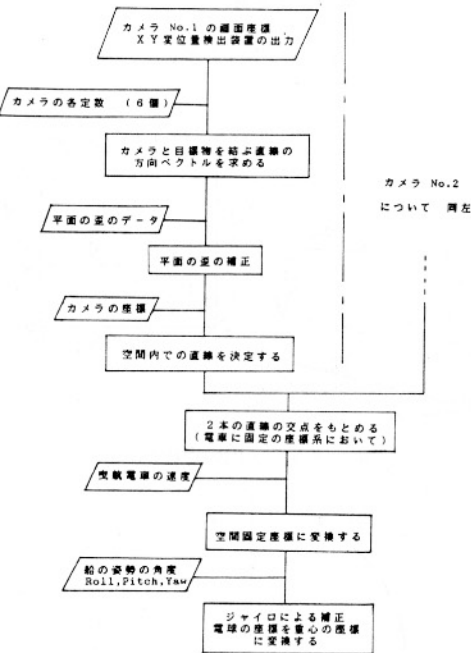 カメラ No.1 の画面座標
XY変位量検出装置の出力
カメラの各定数 (6個)
カメラと目標物を結ぶ直線の
方向ベクトルを求める
カメラ No.2
について 同左
平面の歪のデータ
平面の歪の補正
カメラの座標
空間内での直線を決定する
2本の直線の交点をもとめる
(電車に固定の座標系において)
曳航電車の速度
空間固定座標に変換する
船の姿勢の角度
Roll,Pitch,Yaw
ジャイロによる補正
電球の座標を重心の座標
に変換する